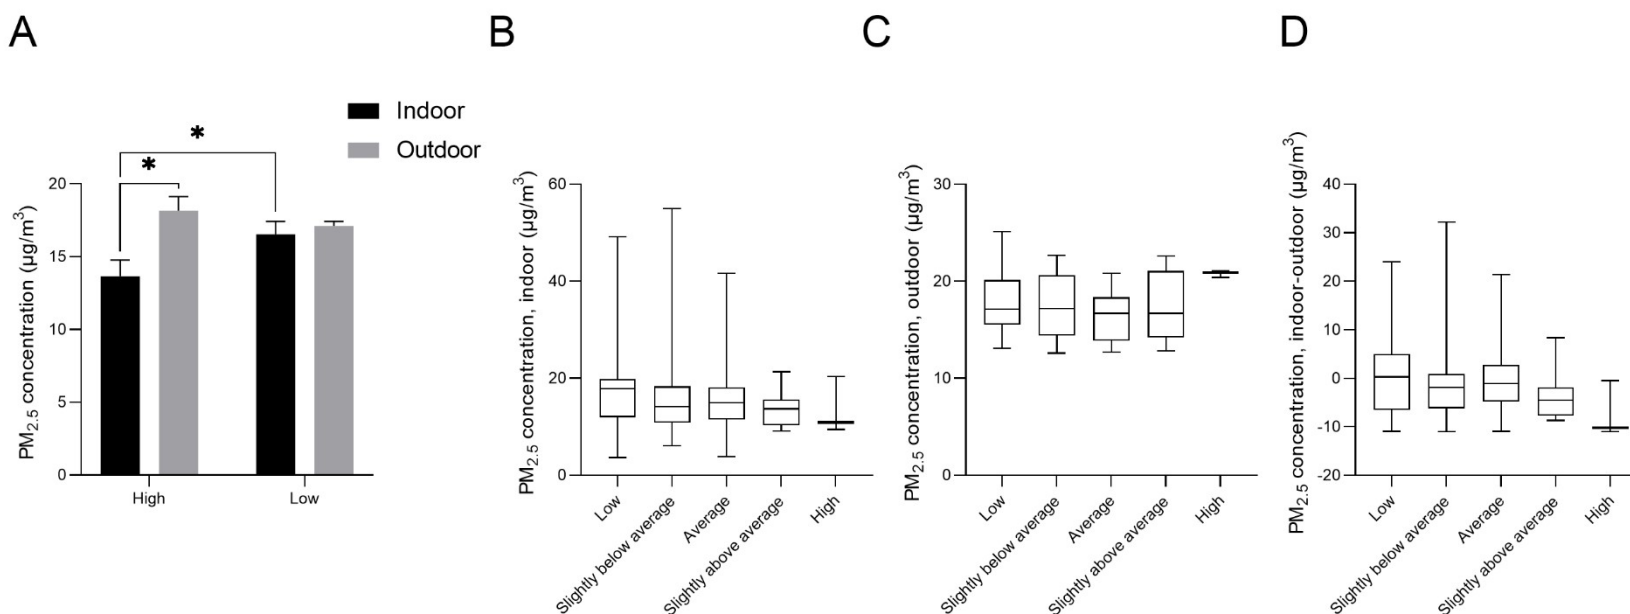 A
B
C
D
Indoor
Outdoor
*
*
PM2.5 concentration (µg/m3)
20
15
10
5
0
High
Low
PM2.5 concentration, indoor (µg/m3)
60
40
20
0
Low
Slightly below average
Average
Slightly above average
High
PM2.5 concentration, outdoor (µg/m3)
30
20
10
0
Low
Slightly below average
Average
Slightly above average
High
PM2.5 concentration, indoor-outdoor (µg/m3)
40
30
20
10
0
-10
-20
Low
Slightly below average
Average
Slightly above average
High